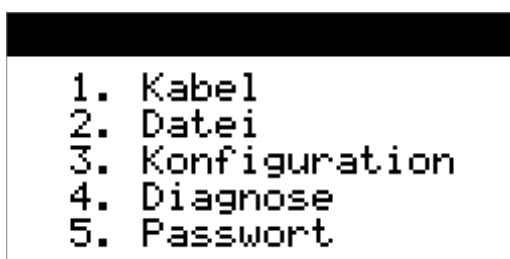 1. Kabel
2. Datei
3. Konfiguration
4. Diagnose
5. Passwort